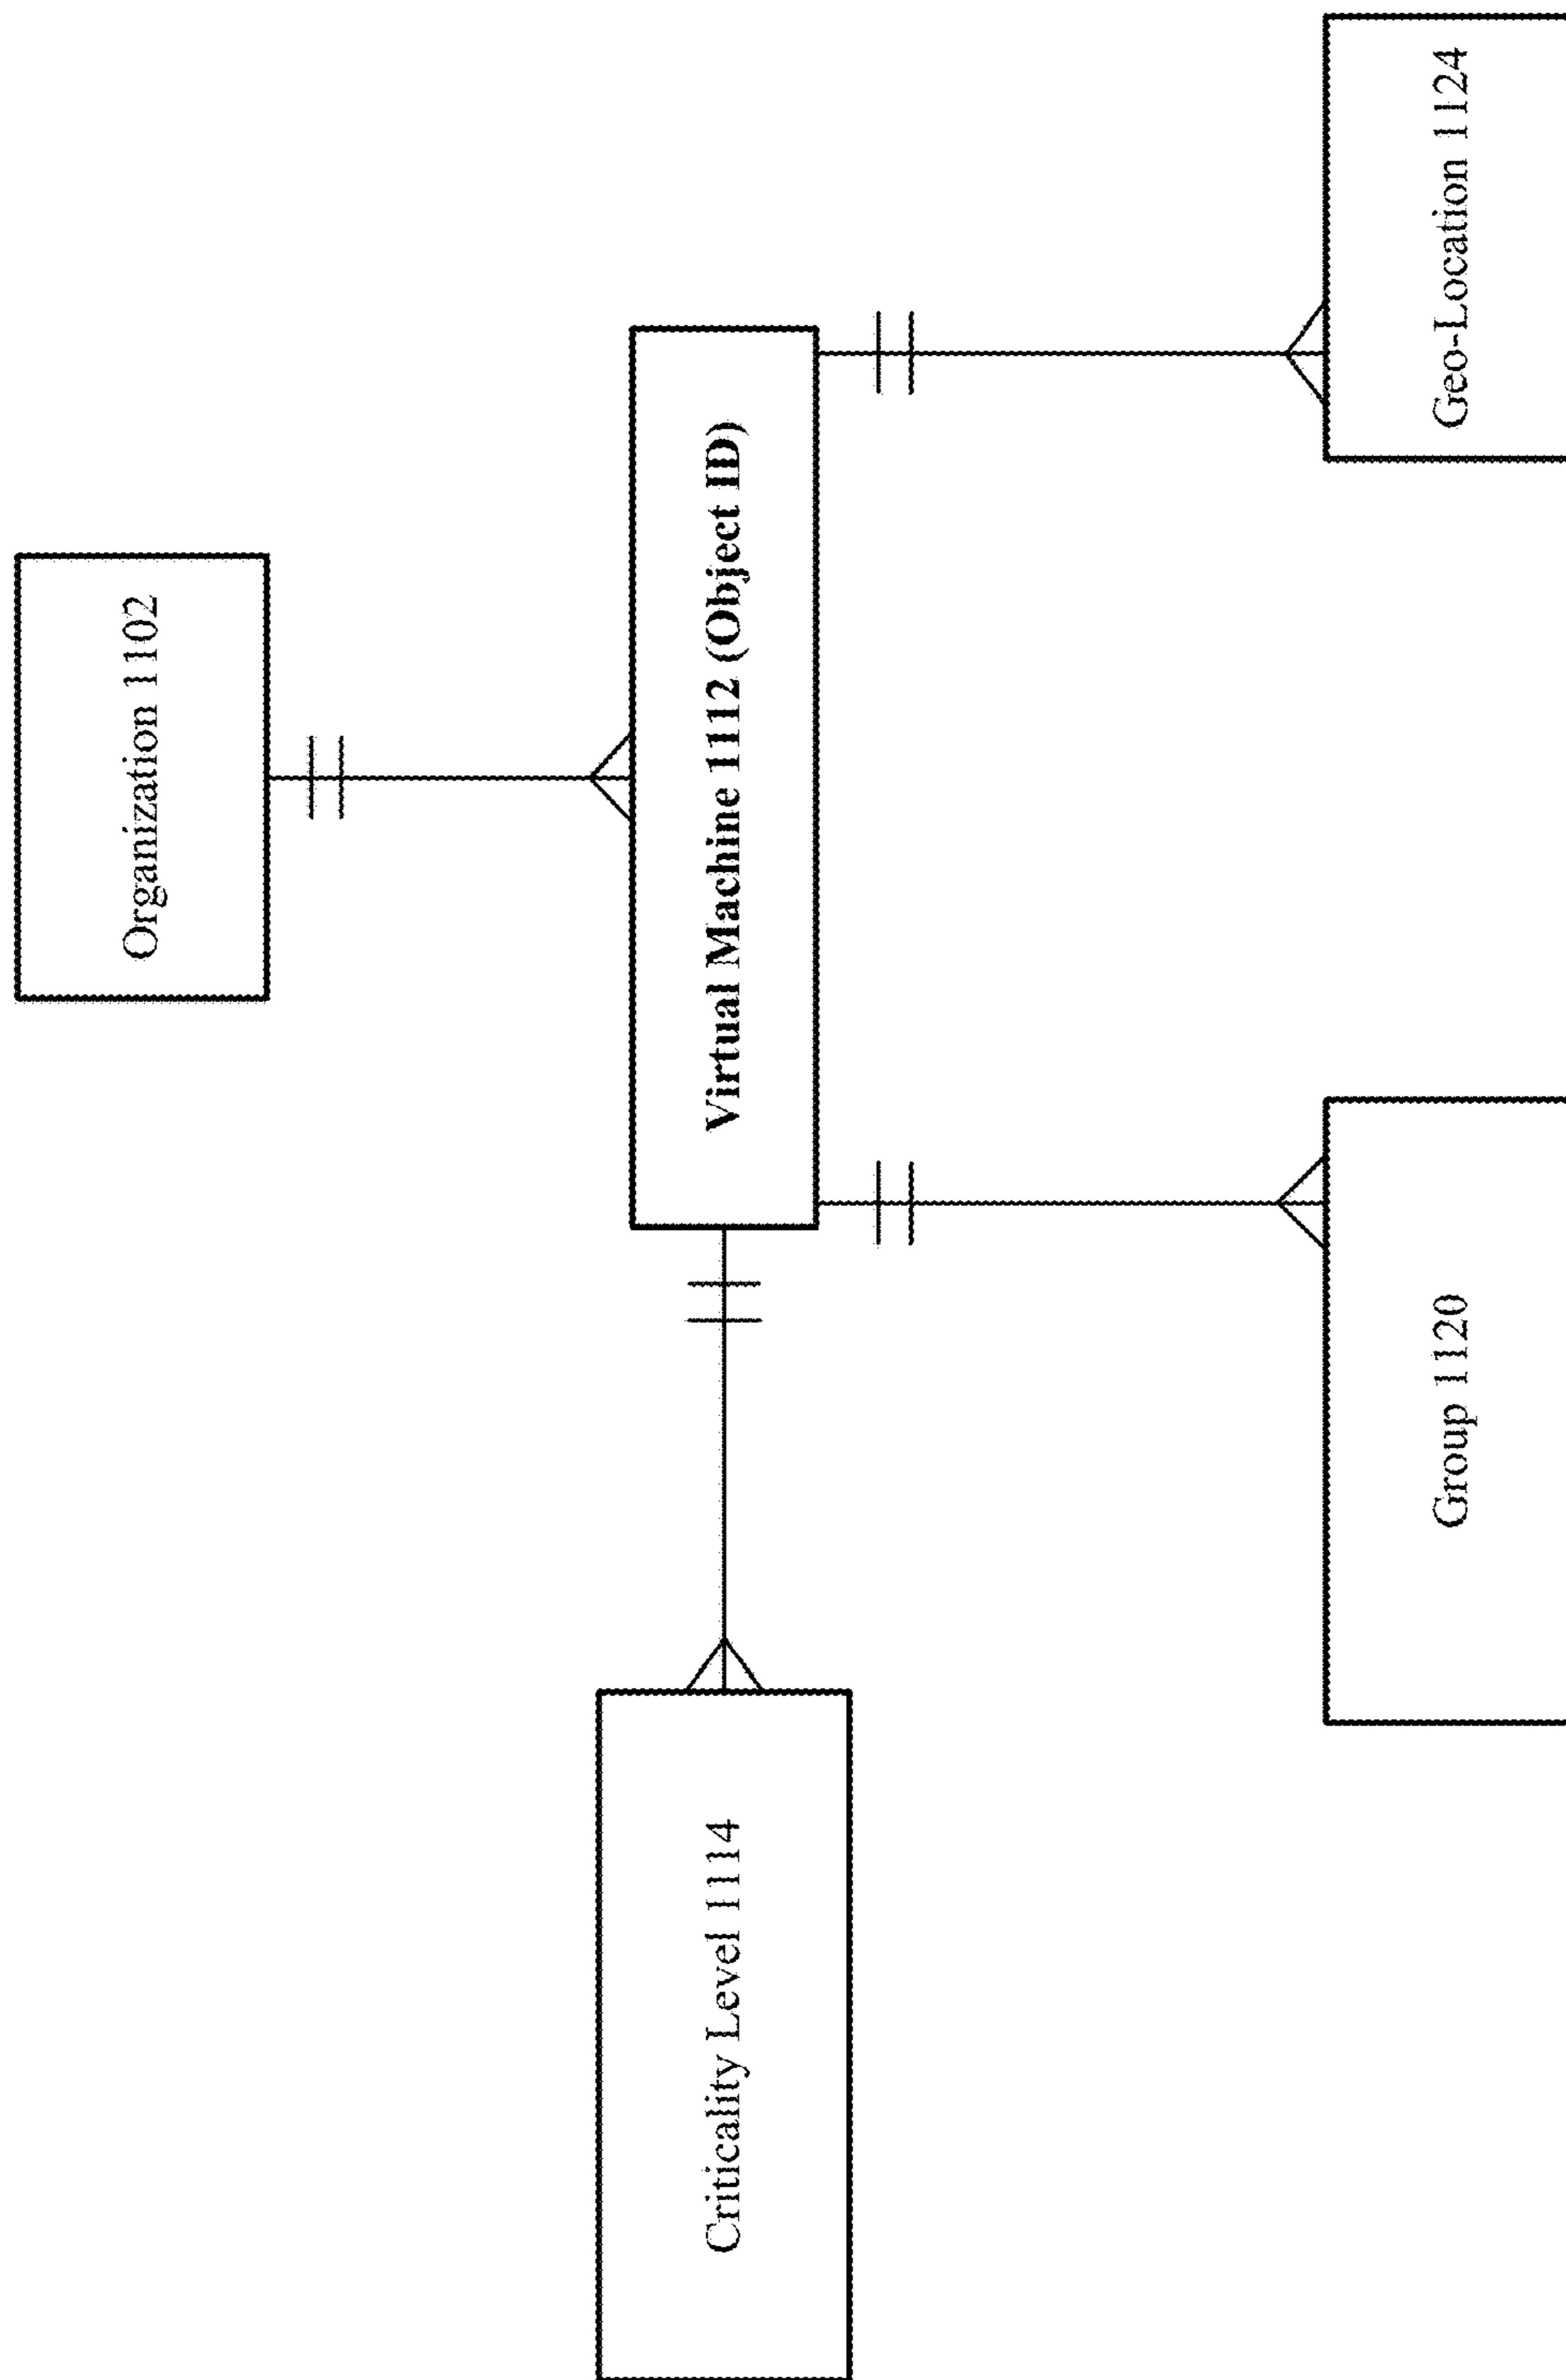 Organization 1102
Criticality Level 1114
Virtual Machine 1112 (Object ID)
Group 1120
Geo-Location 1124